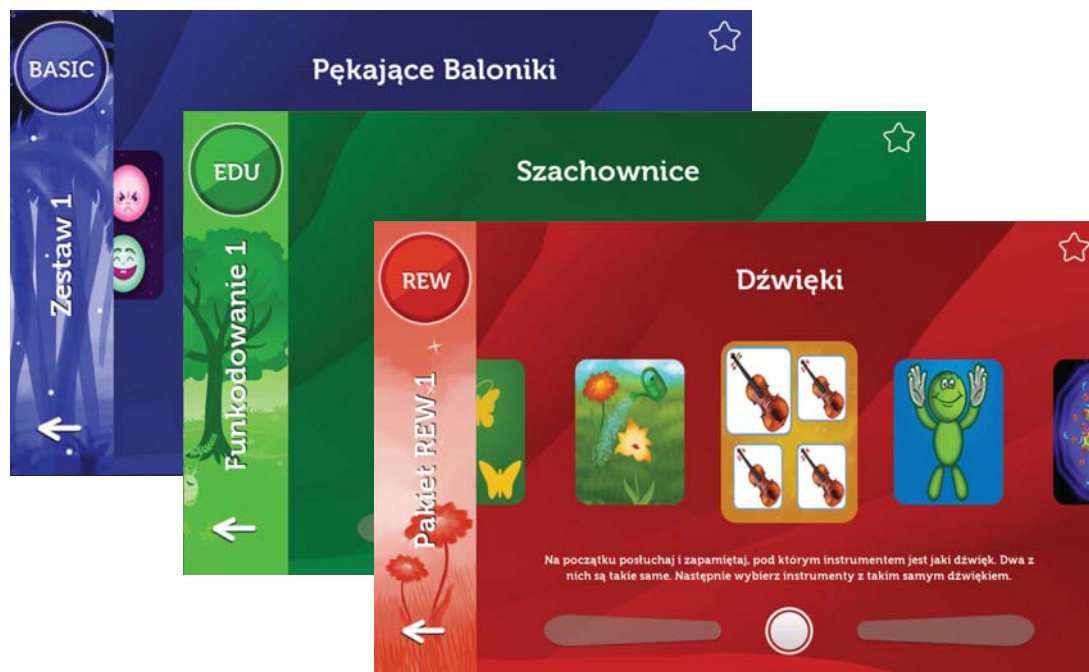 BASIC
Pękające Baloniki
Zestaw 1
EDU
Szachownice
Funkodowanie 1
REW
Dźwięki
Pakiet REW 1
Na początku posłuchaj i zapamiętaj, pod którym instrumentem jest jaki dźwięk. Dwa z
nich są takie same. Następnie wybierz instrumenty z takim samym dźwiękiem.